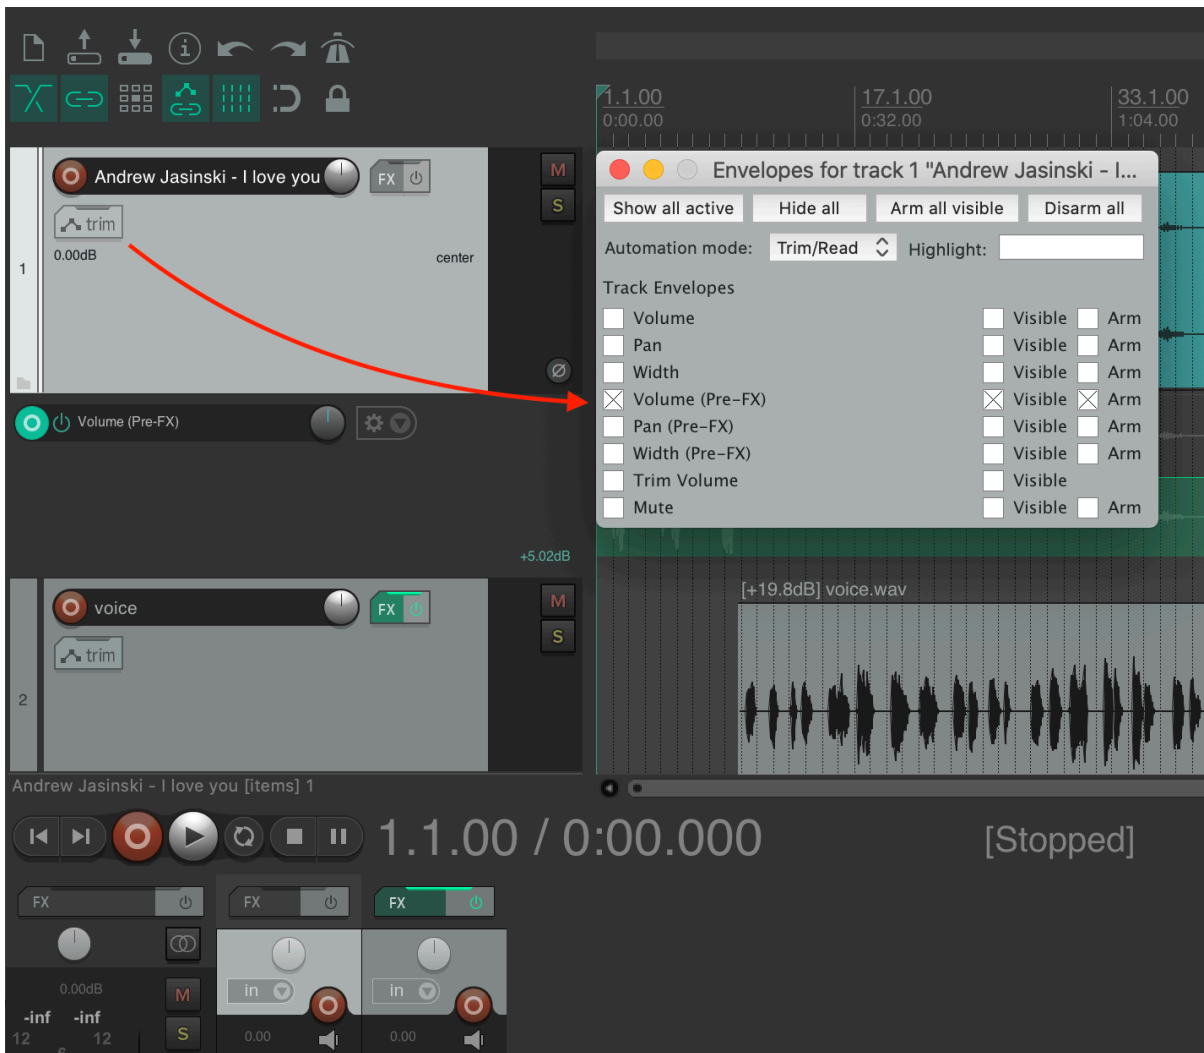 1.1.00
17.1.00
33.1.00
0:00.00
0:32.00
1:04.00
Andrew Jasinski - I love you
FX
M
S
trim
0.00dB
center
1
Envelopes for track 1 "Andrew Jasinski - I...
Show all active
Hide all
Arm all visible
Disarm all
Automation mode:
Trim/Read
Highlight:
Track Envelopes
Volume
Visible
Arm
Pan
Visible
Arm
Width
Visible
Arm
Volume (Pre-FX)
Visible
Arm
Pan (Pre-FX)
Visible
Arm
Width (Pre-FX)
Visible
Arm
Trim Volume
Visible
Mute
Visible
Arm
Volume (Pre-FX)
+5.02dB
voice
FX
M
S
trim
2
[+19.8dB] voice.wav
Andrew Jasinski - I love you [items] 1
1.1.00 / 0:00.000
[Stopped]
FX
FX
FX
0.00dB
M
in
in
-inf
-inf
12
12
S
0.00
0.00